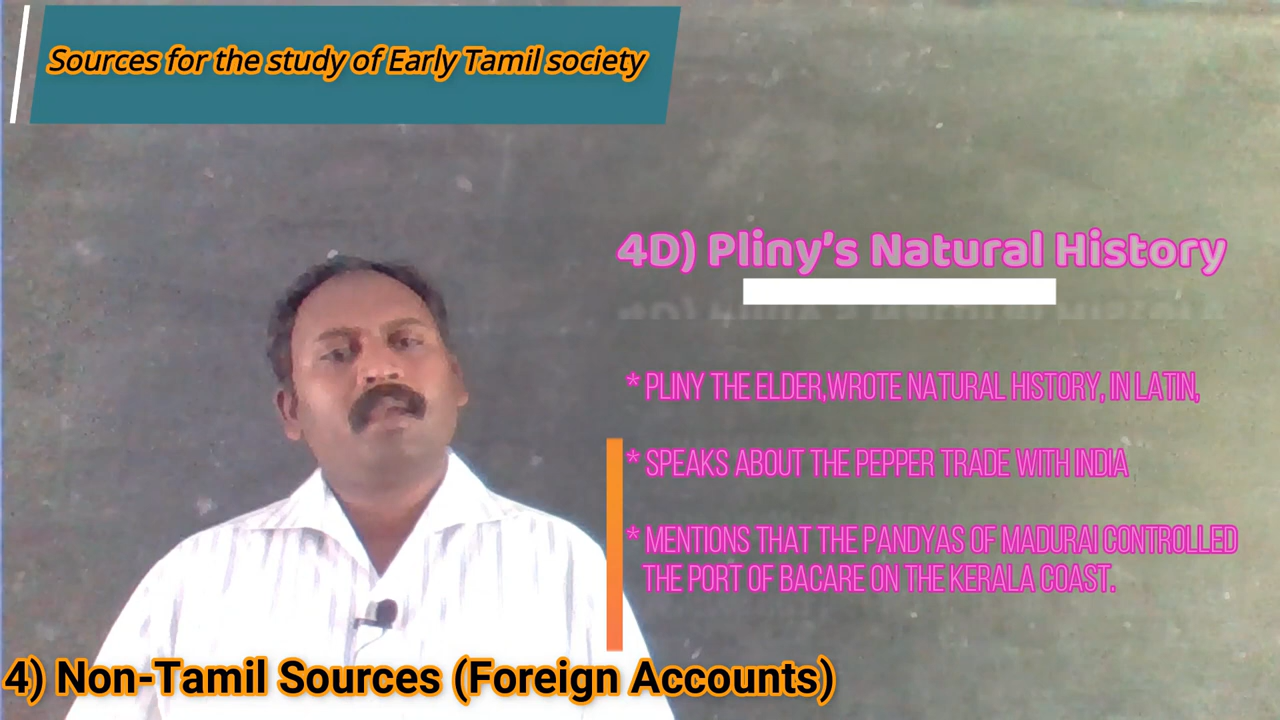 Sources for the study of Early Tamil society
4D) Pliny's Natural History
* PLINY THE ELDER,WROTE NATURAL HISTORY, IN LATIN,
* SPEAKS ABOUT THE PEPPER TRADE WITH INDIA
* MENTIONS THAT THE PANDYAS OF MADURAI CONTROLLED
THE PORT OF BACARE ON THE KERALA COAST.
4) Non-Tamil Sources (Foreign Accounts)